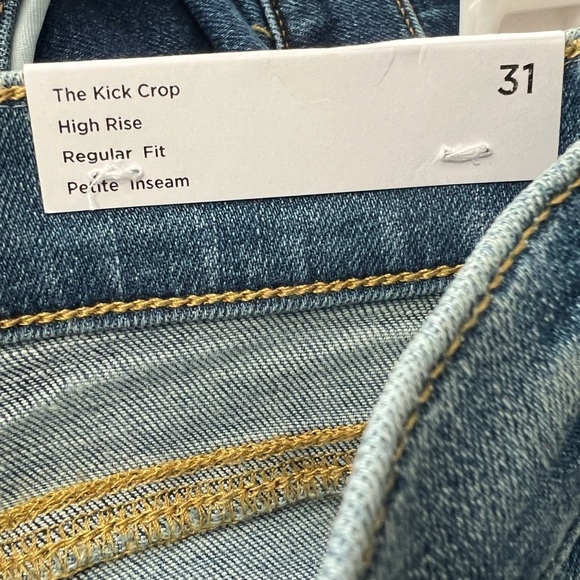 The Kick Crop
31
High Rise
Regular Fit
Petite Inseam